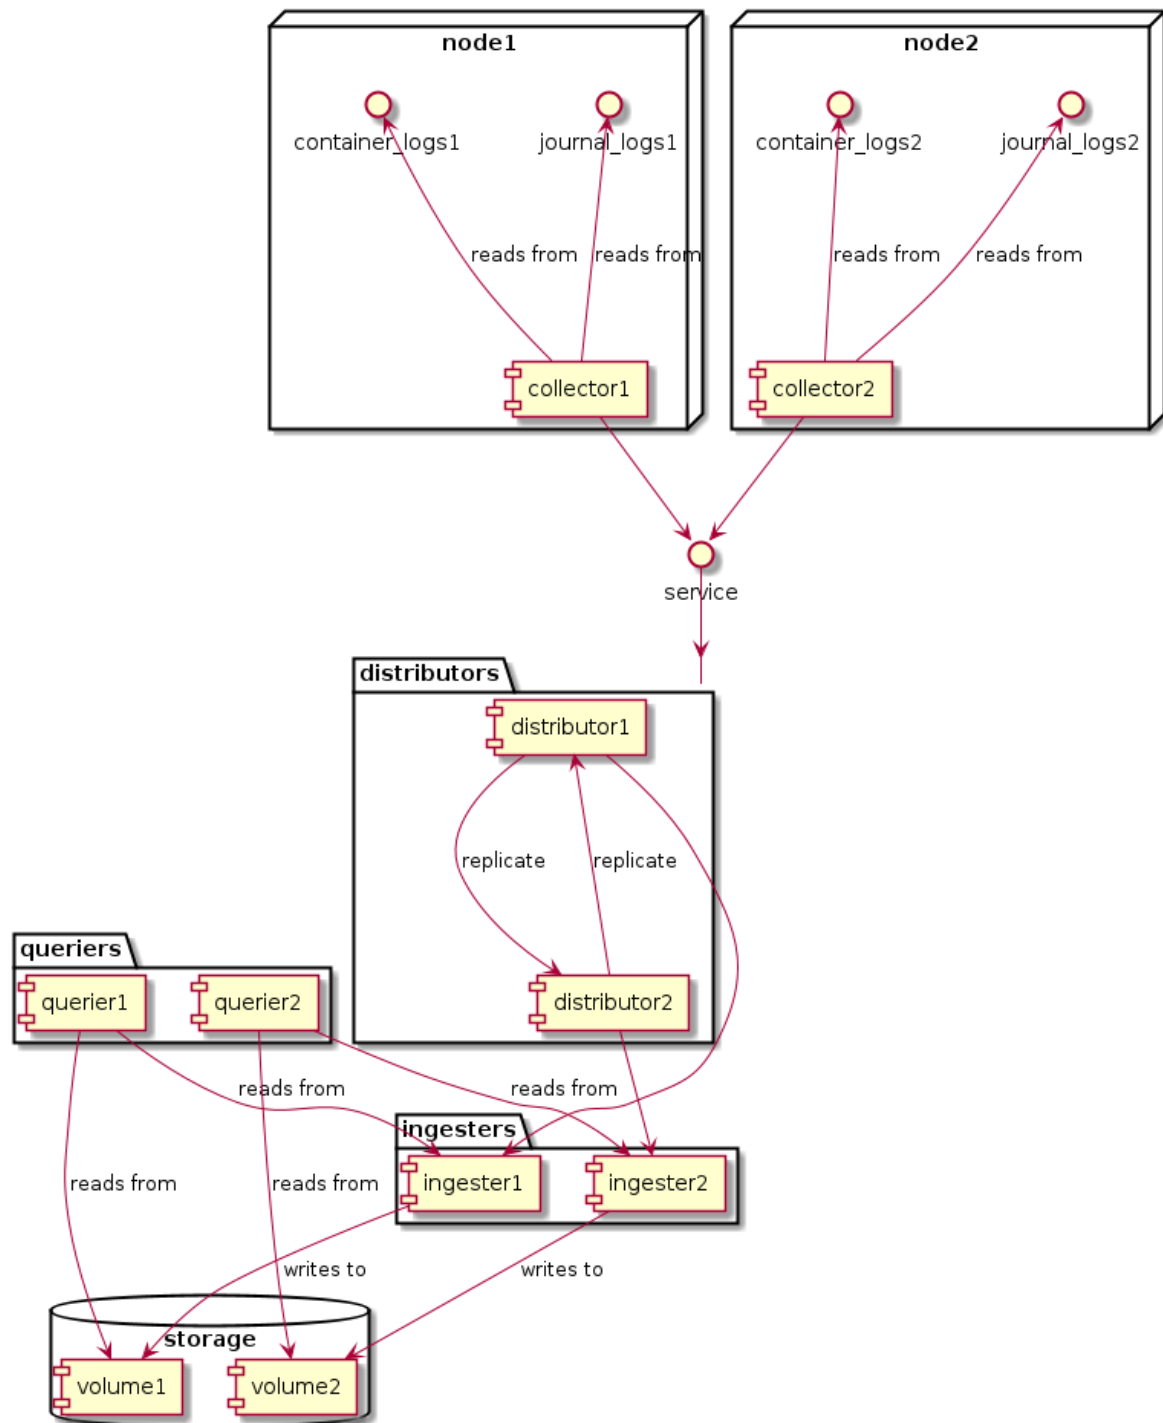 node1
node2
container_logs1
journal_logs1
container_logs2
journal_logs2
reads from
reads from
reads from
reads from
collector1
collector2
service
distributors
distributor1
replicate
replicate
queriers
querier1
querier2
distributor2
reads from
reads from
ingesters
ingester1
ingester2
reads from
reads from
writes to
writes to
storage
volume1
volume2